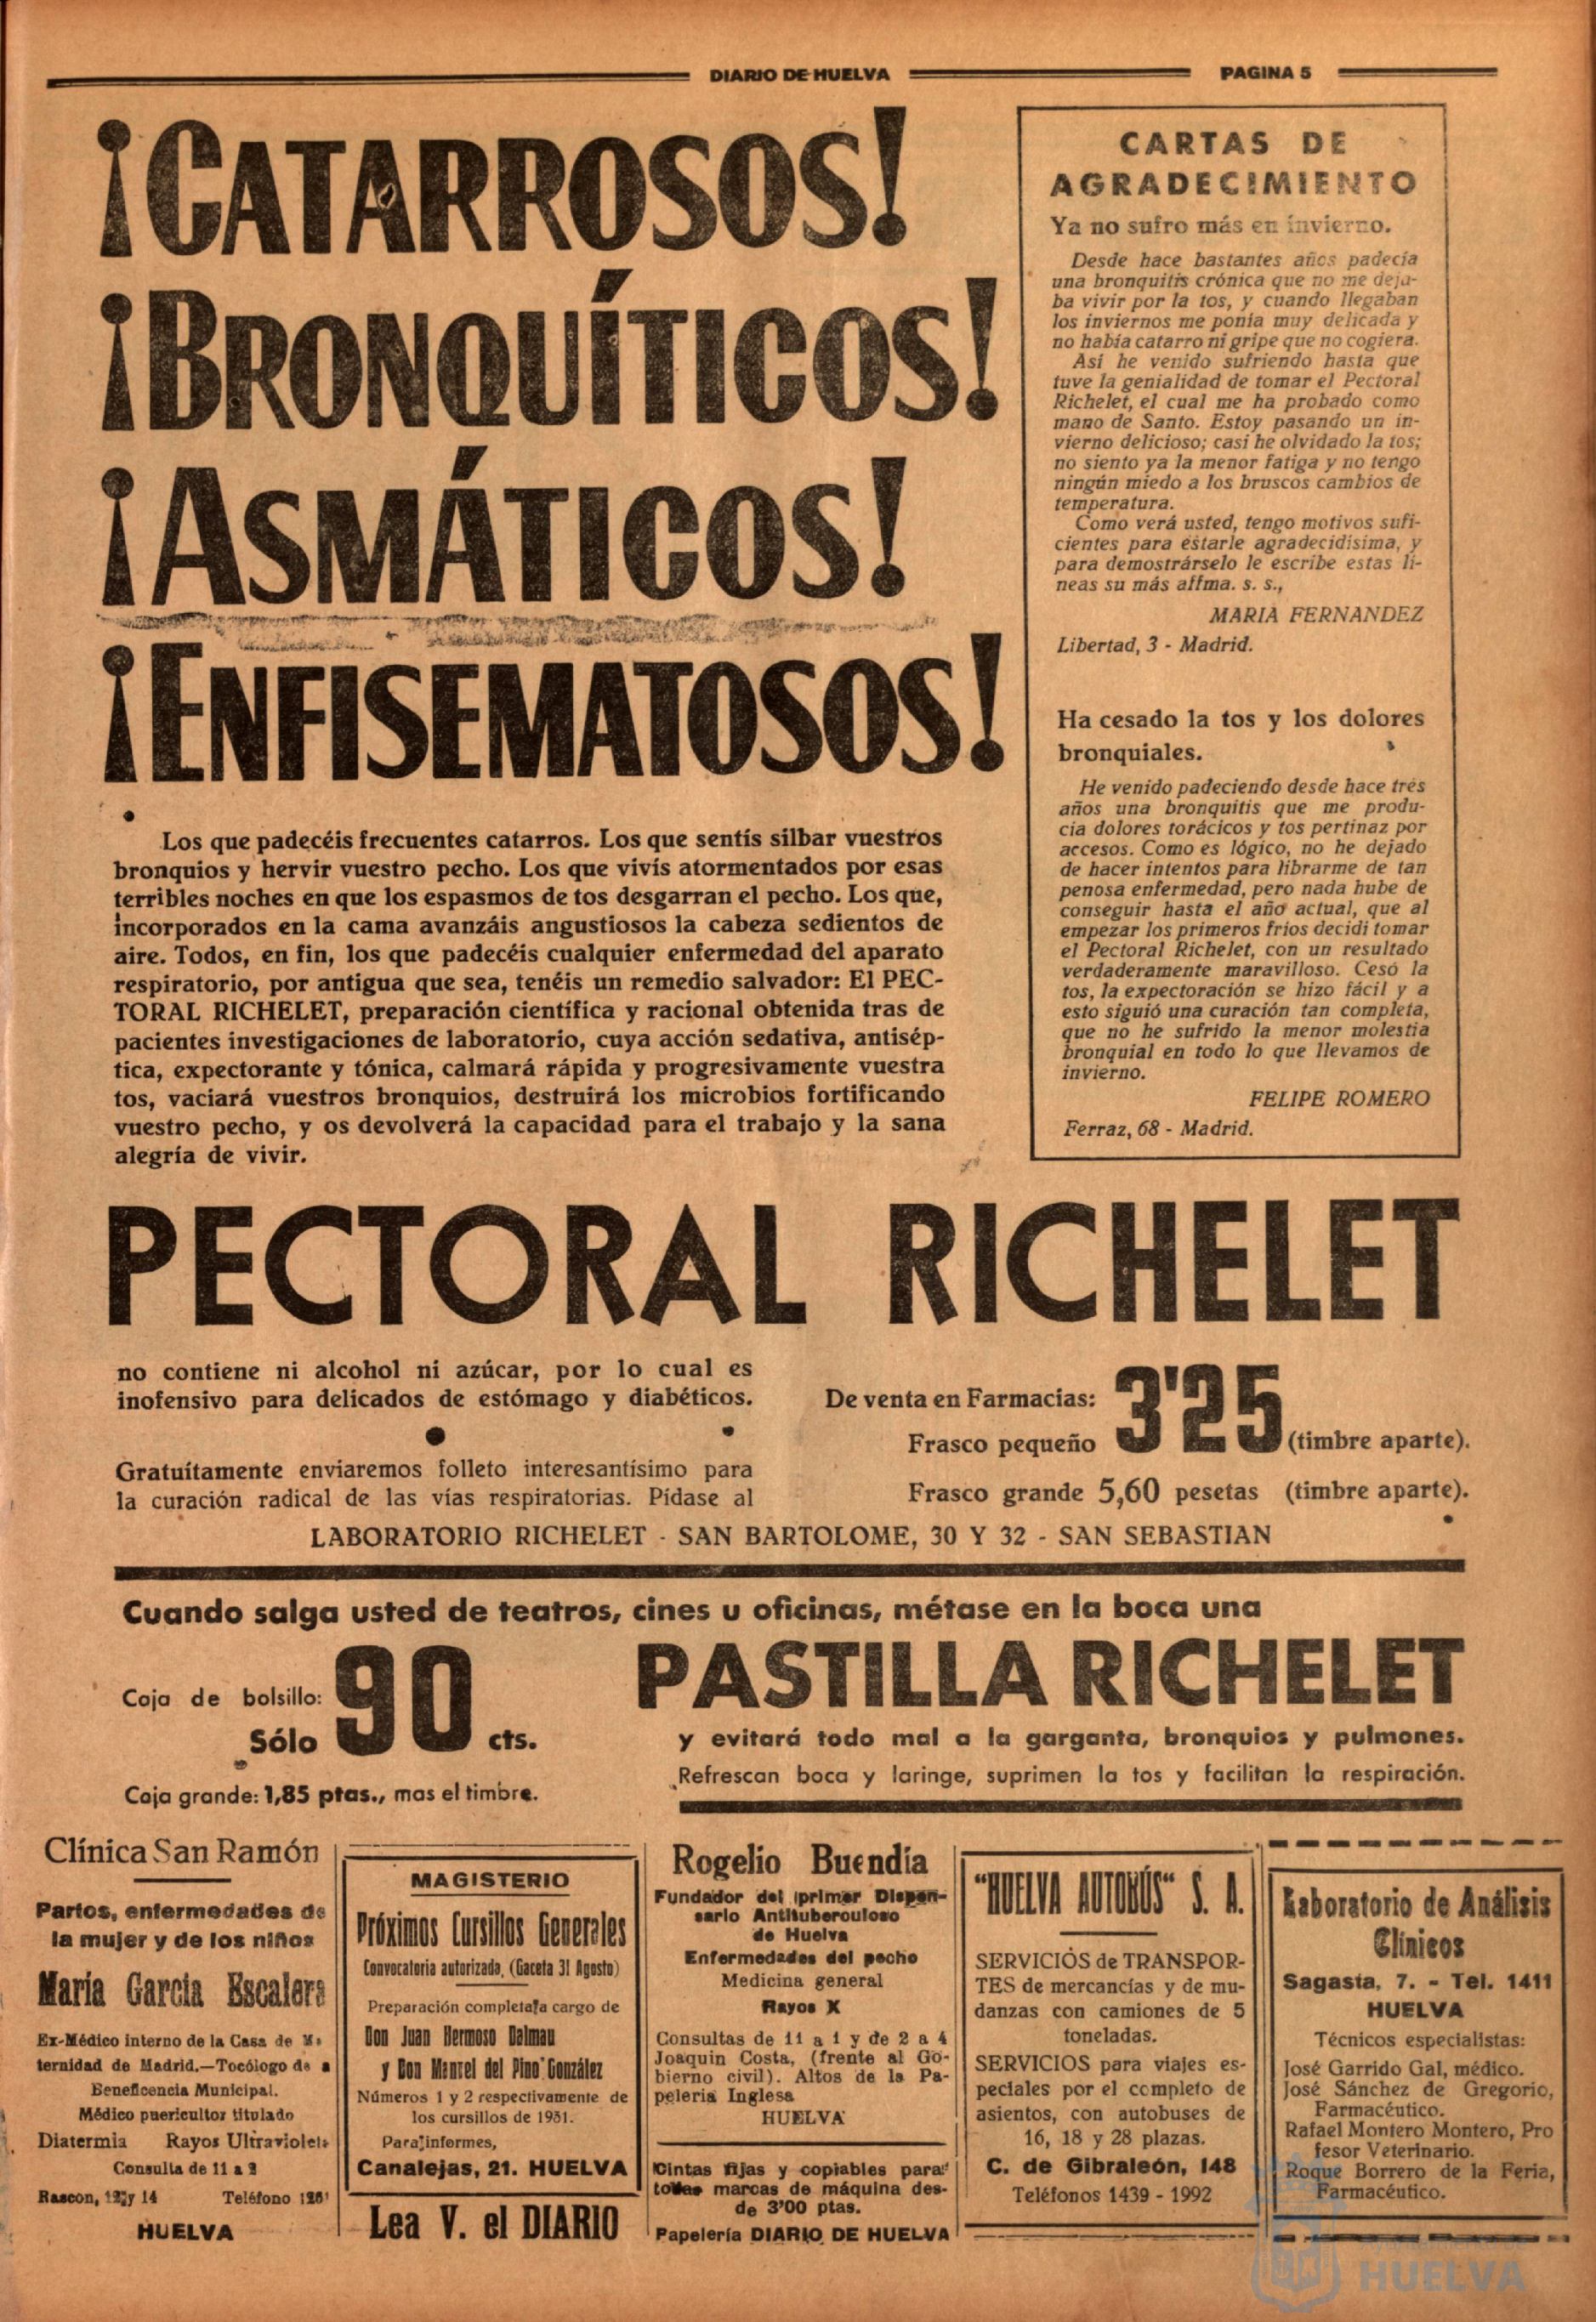 DIARIO DE HUELVA
PAGINA 5
¡CATARROSOS!
¡BRONQUÍTICOS!
¡ASMÁTICOS!
¡ENFISEMATOSOS!
Los que padecéis frecuentes catarros. Los que sentís silbar vuestros
bronquios y hervir vuestro pecho. Los que vivís atormentados por esas
terribles noches en que los espasmos de tos desgarran el pecho. Los que,
incorporados en la cama avanzáis angustiosos la cabeza sedientos de
aire. Todos, en fin, los que padecéis cualquier enfermedad del aparato
respiratorio, por antigua que sea, tenéis un remedio salvador: El PEC-
TORAL RICHELET, preparación científica y racional obtenida tras de
pacientes investigaciones de laboratorio, cuya acción sedativa, antisép-
tica, expectorante y tónica, calmará rápida y progresivamente vuestra
tos, vaciará vuestros bronquios, destruirá los microbios fortificando
vuestro pecho, y os devolverá la capacidad para el trabajo y la sana
alegría de vivir.
CARTAS DE
AGRADECIMIENTO
Ya no sufro más en invierno.
Desde hace bastantes años padecía
una bronquitis crónica que no me deja-
ba vivir por la tos, y cuando llegaban
los inviernos me ponía muy delicada y
no había catarro ni gripe que no cogiera.
Así he venido sufriendo hasta que
tuve la genialidad de tomar el Pectoral
Richelet, el cual me ha probado como
mano de Santo. Estoy pasando un in-
vierno delicioso; casi he olvidado la tos;
no siento ya la menor fatiga y no tengo
ningún miedo a los bruscos cambios de
temperatura.
Como verá usted, tengo motivos sufi-
cientes para estarle agradecidísima, y
para demostrárselo le escribe estas lí-
neas su más affma. s. s.,
MARIA FERNANDEZ
Libertad, 3 - Madrid.
Ha cesado la tos y los dolores
bronquiales.
He venido padeciendo desde hace tres
años una bronquitis que me produ-
cia dolores torácicos y tos pertinaz por
accesos. Como es lógico, no he dejado
de hacer intentos para librarme de tan
penosa enfermedad, pero nada hube de
conseguir hasta el año actual, que al
empezar los primeros frios decidi tomar
el Pectoral Richelet, con un resultado
verdaderamente maravilloso. Cesó la
tos, la expectoración se hizo fácil y a
esto siguió una curación tan completa,
que no he sufrido la menor molestia
bronquial en todo lo que llevamos de
invierno.
FELIPE ROMERO
Ferraz, 68 - Madrid.
PECTORAL RICHELET
no contiene ni alcohol ni azúcar, por lo cual es
inofensivo para delicados de estómago y diabéticos.
Gratuítamente enviaremos folleto interesantísimo para
la curación radical de las vías respiratorias. Pídase al
De venta en Farmacias:
Frasco pequeño 3'25 (timbre aparte).
Frasco grande 5,60 pesetas (timbre aparte).
LABORATORIO RICHELET - SAN BARTOLOME, 30 Y 32 - SAN SEBASTIAN
Cuando salga usted de teatros, cines u oficinas, métase en la boca una
Caja de bolsillo:
Sólo 90 cts.
Caja grande: 1,85 ptas., mas el timbre.
PASTILLA RICHELET
y evitará todo mal a la garganta, bronquios y pulmones.
Refrescan boca y laringe, suprimen la tos y facilitan la respiración.
Clínica San Ramón
Partos, enfermedades de
la mujer y de los niños
María García Escalera
Ex-Médico interno de la Casa de Ma
ternidad de Madrid.—Tocólogo de a
Beneficencia Municipal.
Médico puericultor titulado
Diatermia Rayos Ultravioleta
Consulta de 11 a 2
Rascon, 12 y 14 Teléfono
HUELVA
MAGISTERIO
Próximos Cursillos Generales
Convocatoria autorizada, (Gaceta 31 Agosto)
Preparación completa a cargo de
Don Juan Hermoso Dalmau
y Don Manuel del Pino González
Números 1 y 2 respectivamente de
los cursillos de 1931.
Para informes,
Canalejas, 21. HUELVA
Lea V. el DIARIO
Rogelio Buendía
Fundador del primer Dispen-
sario Antituberculoso
de Huelva
Enfermedades del pecho
Medicina general
Rayos X
Consultas de 11 a 1 y de 2 a 4
Joaquin Costa, (frente al Go-
bierno civil). Altos de la Pa-
pelería Inglesa
HUELVA
Cintas fijas y copiables para
todas marcas de máquina des-
de 3'00 ptas.
Papelería DIARIO DE HUELVA
"HUELVA AUTOBÚS" S. A.
SERVICIOS de TRANSPOR-
TES de mercancías y de mu-
danzas con camiones de 5
toneladas.
SERVICIOS para viajes es-
peciales por el completo de
asientos, con autobuses de
16, 18 y 28 plazas.
C. de Gibraleón, 148
Teléfonos 1439 - 1992
Laboratorio de Análisis
Clínicos
Sagasta, 7. - Tel. 1411
HUELVA
Técnicos especialistas:
José Garrido Gal, médico.
José Sánchez de Gregorio,
Farmacéutico.
Rafael Montero Montero, Pro
fesor Veterinario.
Roque Borrero de la Feria,
Farmacéutico.
HUELVA